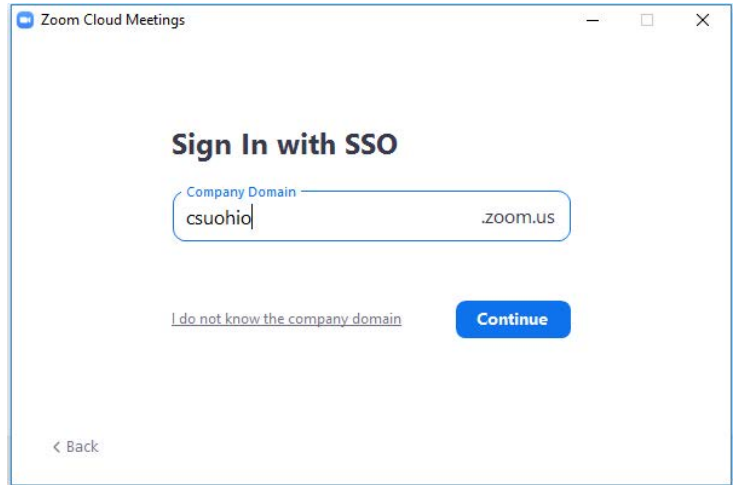 Zoom Cloud Meetings
Sign In with SSO
Company Domain
csuohio .zoom.us
I do not know the company domain
Continue
< Back